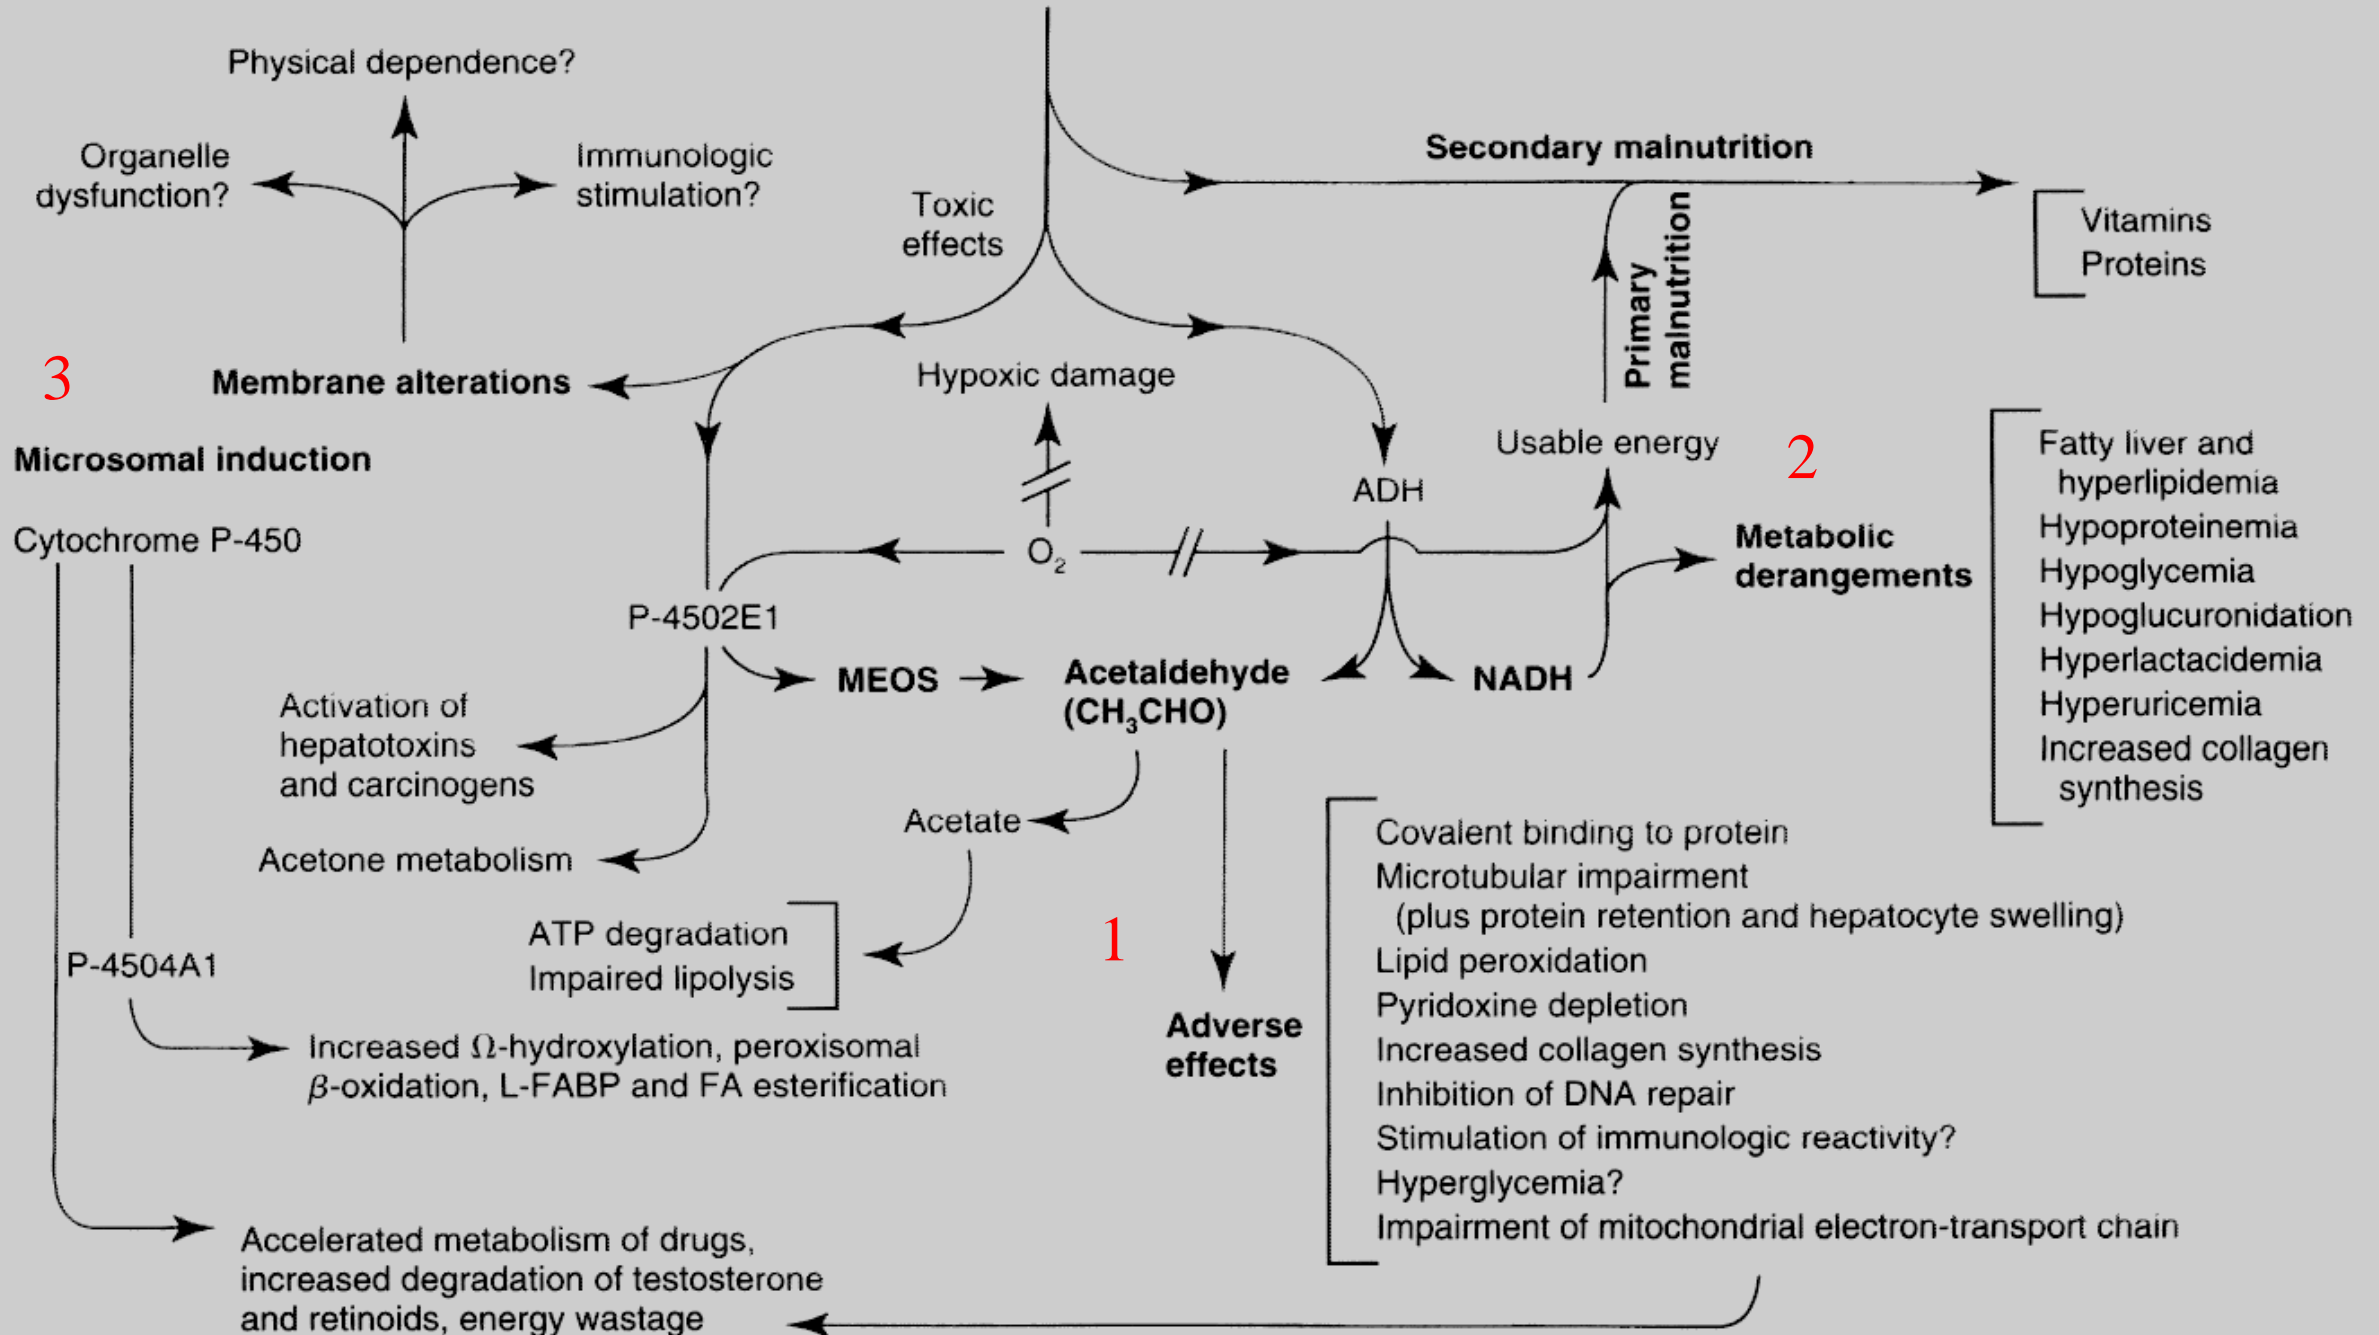 Physical dependence?
Organelle
dysfunction?
Immunologic
stimulation?
Toxic
effects
Secondary malnutrition
Vitamins
Proteins
Primary
malnutrition
3
Membrane alterations
Hypoxic damage
Microsomal induction
Usable energy
2
ADH
Cytochrome P-450
O₂
Metabolic
derangements
Fatty liver and
hyperlipidemia
Hypoproteinemia
Hypoglycemia
Hypoglucuronidation
Hyperlactacidemia
Hyperuricemia
Increased collagen
synthesis
P-4502E1
MEOS
Acetaldehyde
(CH₃CHO)
NADH
Activation of
hepatotoxins
and carcinogens
Acetate
Acetone metabolism
ATP degradation
Impaired lipolysis
1
P-4504A1
Adverse
effects
Covalent binding to protein
Microtubular impairment
(plus protein retention and hepatocyte swelling)
Lipid peroxidation
Pyridoxine depletion
Increased collagen synthesis
Inhibition of DNA repair
Stimulation of immunologic reactivity?
Hyperglycemia?
Impairment of mitochondrial electron-transport chain
Increased Ω-hydroxylation, peroxisomal
β-oxidation, L-FABP and FA esterification
Accelerated metabolism of drugs,
increased degradation of testosterone
and retinoids, energy wastage